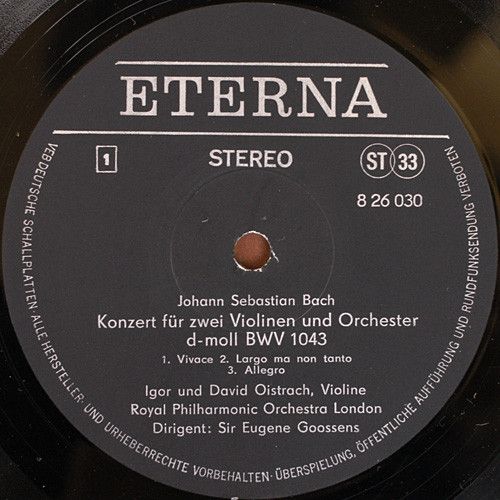 ETERNA
1
STEREO
ST 33
8 26 030
Johann Sebastian Bach
Konzert für zwei Violinen und Orchester
d-moll BWV 1043
1. Vivace 2. Largo ma non tanto
3. Allegro
Igor und David Oistrach, Violine
Royal Philharmonic Orchestra London
Dirigent: Sir Eugene Goossens
VEB DEUTSCHE SCHALLPLATTEN ALLE HERSTELLER- UND URHEBERRECHTE VORBEHALTEN · ÜBERSPIELUNG, ÖFFENTLICHE AUFFÜHRUNG UND RUNDFUNKSENDUNG VERBOTEN